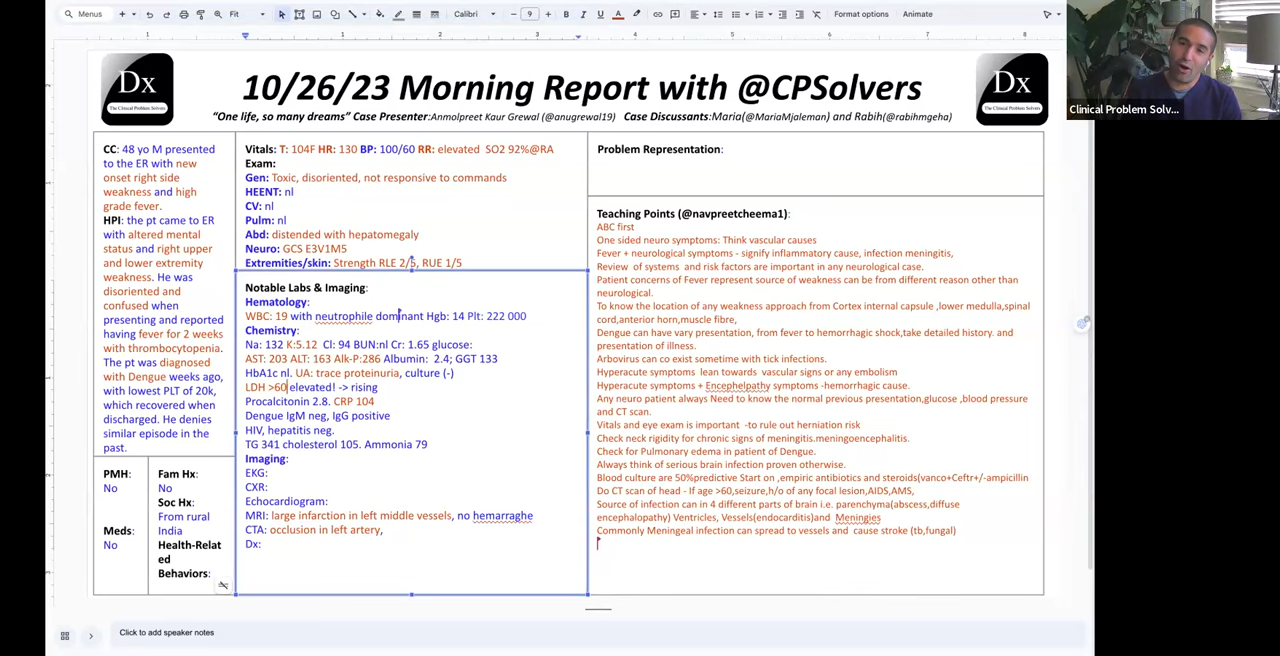 Menus
Fit
Calibri
9
Format options
Animate
1
1
2
3
4
5
6
7
8
Clinical Problem Solv...
Dx
The Clinical Problem Solvers
10/26/23 Morning Report with @CPSolvers
“One life, so many dreams” Case Presenter:Anmolpreet Kaur Grewal (@anugrewal19) Case Discussants:Maria(@MariaMjaleman) and Rabih(@rabihmgeha)
Dx
The Clinical Problem Solvers
CC: 48 yo M presented
to the ER with new
onset right side
weakness and high
grade fever.
HPI: the pt came to ER
with altered mental
status and right upper
and lower extremity
weakness. He was
disoriented and
confused when
presenting and reported
having fever for 2 weeks
with thrombocytopenia.
The pt was diagnosed
with Dengue weeks ago,
with lowest PLT of 20k,
which recovered when
discharged. He denies
similar episode in the
past.
PMH:
No
Meds:
No
Fam Hx:
No
Soc Hx:
From rural
India
Health-Relat
ed
Behaviors:
Vitals: T: 104F HR: 130 BP: 100/60 RR: elevated SO2 92%@RA
Exam:
Gen: Toxic, disoriented, not responsive to commands
HEENT: nl
CV: nl
Pulm: nl
Abd: distended with hepatomegaly
Neuro: GCS E3V1M5
Extremities/skin: Strength RLE 2/5, RUE 1/5
Notable Labs & Imaging:
Hematology:
WBC: 19 with neutrophile dominant Hgb: 14 Plt: 222 000
Chemistry:
Na: 132 K:5.12 Cl: 94 BUN:nl Cr: 1.65 glucose:
AST: 203 ALT: 163 Alk-P:286 Albumin: 2.4; GGT 133
HbA1c nl. UA: trace proteinuria, culture (-)
LDH >60 elevated! -> rising
Procalcitonin 2.8. CRP 104
Dengue IgM neg, IgG positive
HIV, hepatitis neg.
TG 341 cholesterol 105. Ammonia 79
Imaging:
EKG:
CXR:
Echocardiogram:
MRI: large infarction in left middle vessels, no hemarraghe
CTA: occlusion in left artery,
Dx:
Problem Representation:
Teaching Points (@navpreetcheema1):
ABC first
One sided neuro symptoms: Think vascular causes
Fever + neurological symptoms - signify inflammatory cause, infection meningitis,
Review of systems and risk factors are important in any neurological case.
Patient concerns of Fever represent source of weakness can be from different reason other than
neurological.
To know the location of any weakness approach from Cortex internal capsule ,lower medulla,spinal
cord,anterior horn,muscle fibre,
Dengue can have vary presentation, from fever to hemorrhagic shock,take detailed history. and
presentation of illness.
Arbovirus can co exist sometime with tick infections.
Hyperacute symptoms lean towards vascular signs or any embolism
Hyperacute symptoms + Encephelpathy symptoms -hemorrhagic cause.
Any neuro patient always Need to know the normal previous presentation,glucose ,blood pressure
and CT scan.
Vitals and eye exam is important -to rule out herniation risk
Check neck rigidity for chronic signs of meningitis.meningoencephalitis.
Check for Pulmonary edema in patient of Dengue.
Always think of serious brain infection proven otherwise.
Blood culture are 50%predictive Start on ,empiric antibiotics and steroids(vanco+Ceftr+/-ampicillin
Do CT scan of head - If age >60,seizure,h/o of any focal lesion,AIDS,AMS,
Source of infection can in 4 different parts of brain i.e. parenchyma(abscess,diffuse
encephalopathy) Ventricles, Vessels(endocarditis)and Meningies
Commonly Meningeal infection can spread to vessels and cause stroke (tb,fungal)
Click to add speaker notes